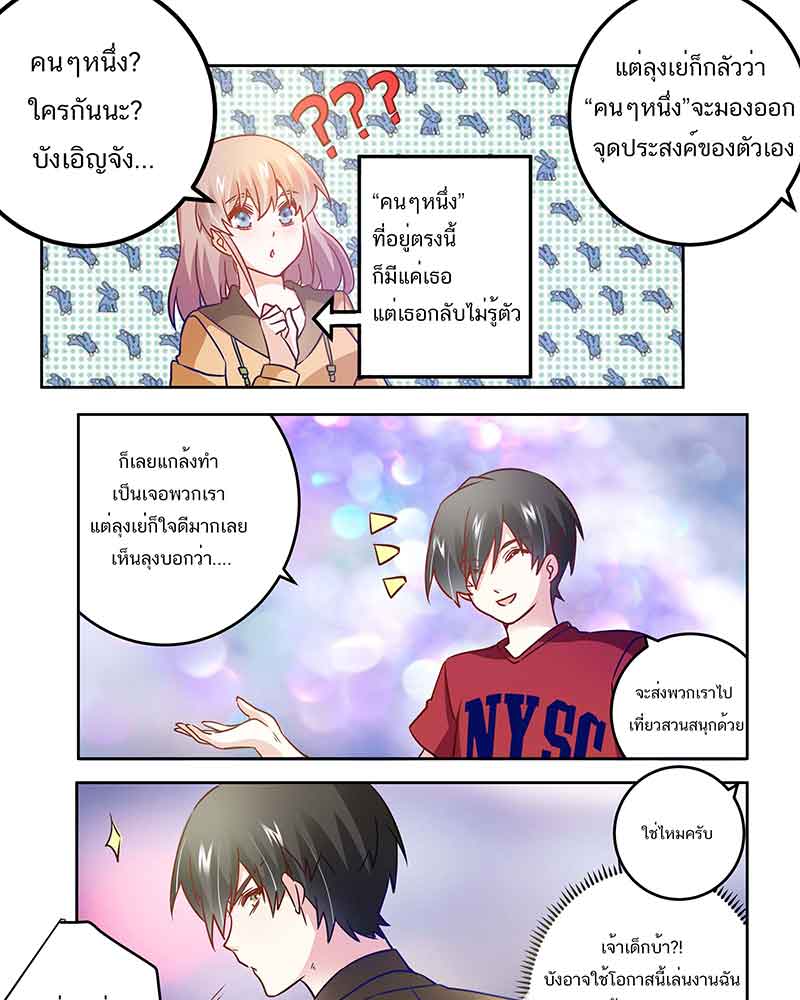 คนๆหนึ่ง?
ใครกันนะ?
บังเอิญจัง...
???
แต่ลุงเย่ก็กลัวว่า
“คนๆหนึ่ง”จะมองออก
จุดประสงค์ของตัวเอง
“คนๆหนึ่ง”
ที่อยู่ตรงนี้
ก็มีแค่เธอ
แต่เธอกลับไม่รู้ตัว
ก็เลยแกล้งทำ
เป็นเจอพวกเรา
แต่ลุงเย่ก็ใจดีมากเลย
เห็นลุงบอกว่า....
NYSC
จะส่งพวกเราไป
เที่ยวสวนสนุกด้วย
ใช่ไหมครับ
เจ้าเด็กบ้า?!
บังอาจใช้โอกาสนี้เล่นงานฉัน